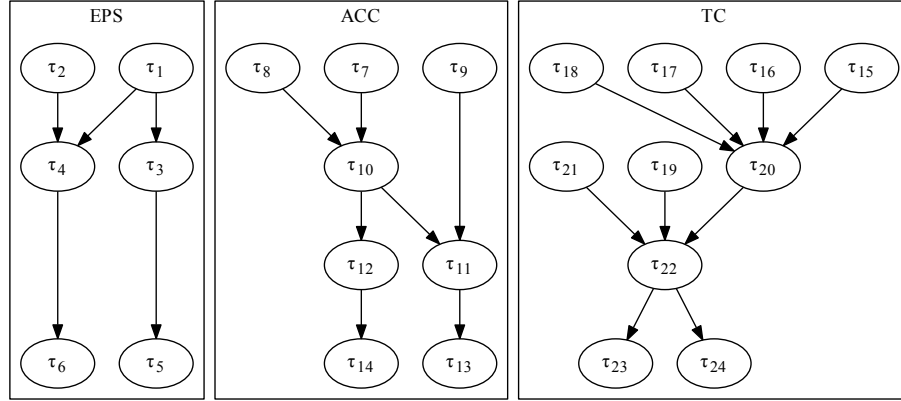 EPS
ACC
TC
τ2 τ1
τ8 τ7 τ9
τ18 τ17 τ16 τ15
τ4 τ3
τ10
τ21 τ19 τ20
τ12 τ11
τ22
τ6 τ5
τ14 τ13
τ23 τ24